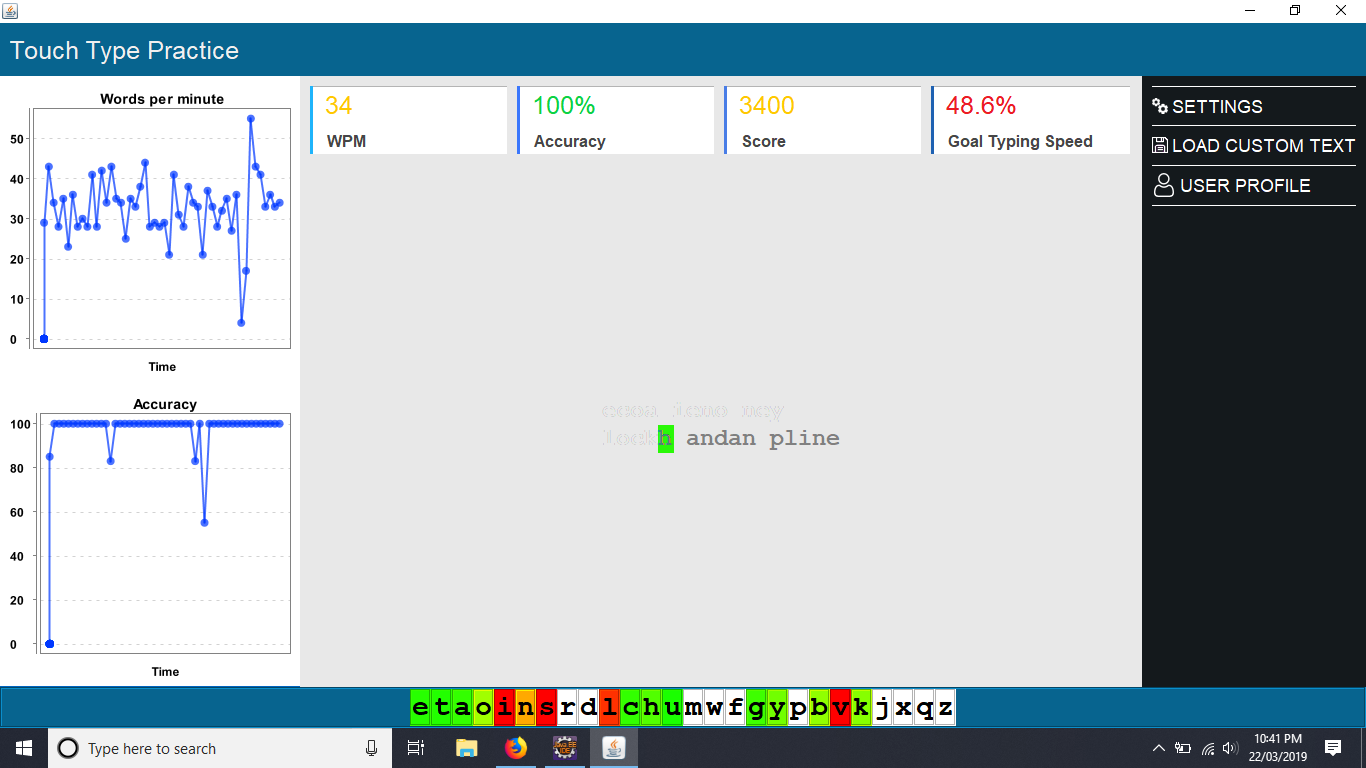 Touch Type Practice
Words per minute
50
40
30
20
10
0
Time
Accuracy
100
80
60
40
20
0
Time
34
WPM
100%
Accuracy
3400
Score
48.6%
Goal Typing Speed
h andan pline
SETTINGS
LOAD CUSTOM TEXT
USER PROFILE
e t a o i n s r d l c h u m w f g y p b v k j x q z
Type here to search
10:41 PM
22/03/2019